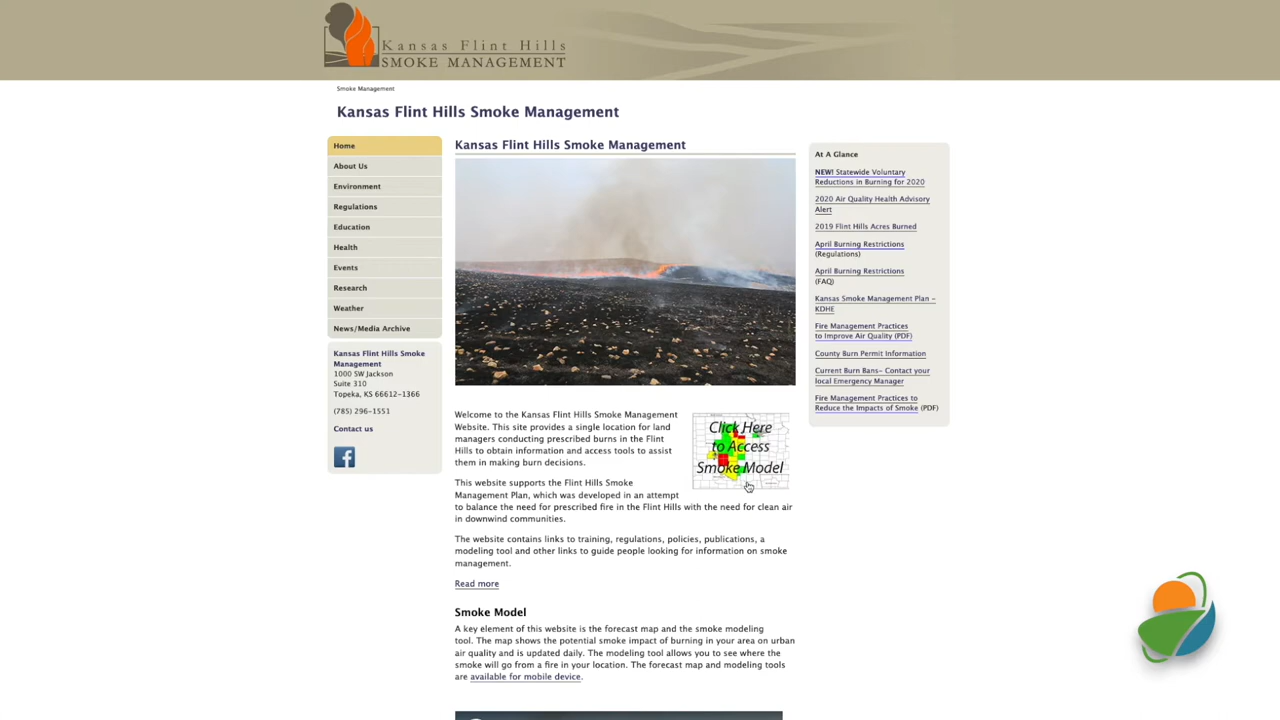 Kansas Flint Hills
SMOKE MANAGEMENT
Smoke Management
Kansas Flint Hills Smoke Management
Home
About Us
Environment
Regulations
Education
Health
Events
Research
Weather
News/Media Archive
Kansas Flint Hills Smoke
Management
1000 SW Jackson
Suite 310
Topeka, KS 66612-1366
(785) 296-1551
Contact us
Kansas Flint Hills Smoke Management
Welcome to the Kansas Flint Hills Smoke Management
Website. This site provides a single location for land
managers conducting prescribed burns in the Flint
Hills to obtain information and access tools to assist
them in making burn decisions.
Click Here
to Access
Smoke Model
This website supports the Flint Hills Smoke
Management Plan, which was developed in an attempt
to balance the need for prescribed fire in the Flint Hills with the need for clean air
in downwind communities.
The website contains links to training, regulations, policies, publications, a
modeling tool and other links to guide people looking for information on smoke
management.
Read more
Smoke Model
A key element of this website is the forecast map and the smoke modeling
tool. The map shows the potential smoke impact of burning in your area on urban
air quality and is updated daily. The modeling tool allows you to see where the
smoke will go from a fire in your location. The forecast map and modeling tools
are available for mobile device.
At A Glance
NEW! Statewide Voluntary
Reductions in Burning for 2020
2020 Air Quality Health Advisory
Alert
2019 Flint Hills Acres Burned
April Burning Restrictions
(Regulations)
April Burning Restrictions
(FAQ)
Kansas Smoke Management Plan -
KDHE
Fire Management Practices
to Improve Air Quality (PDF)
County Burn Permit Information
Current Burn Bans- Contact your
local Emergency Manager
Fire Management Practices to
Reduce the Impacts of Smoke (PDF)